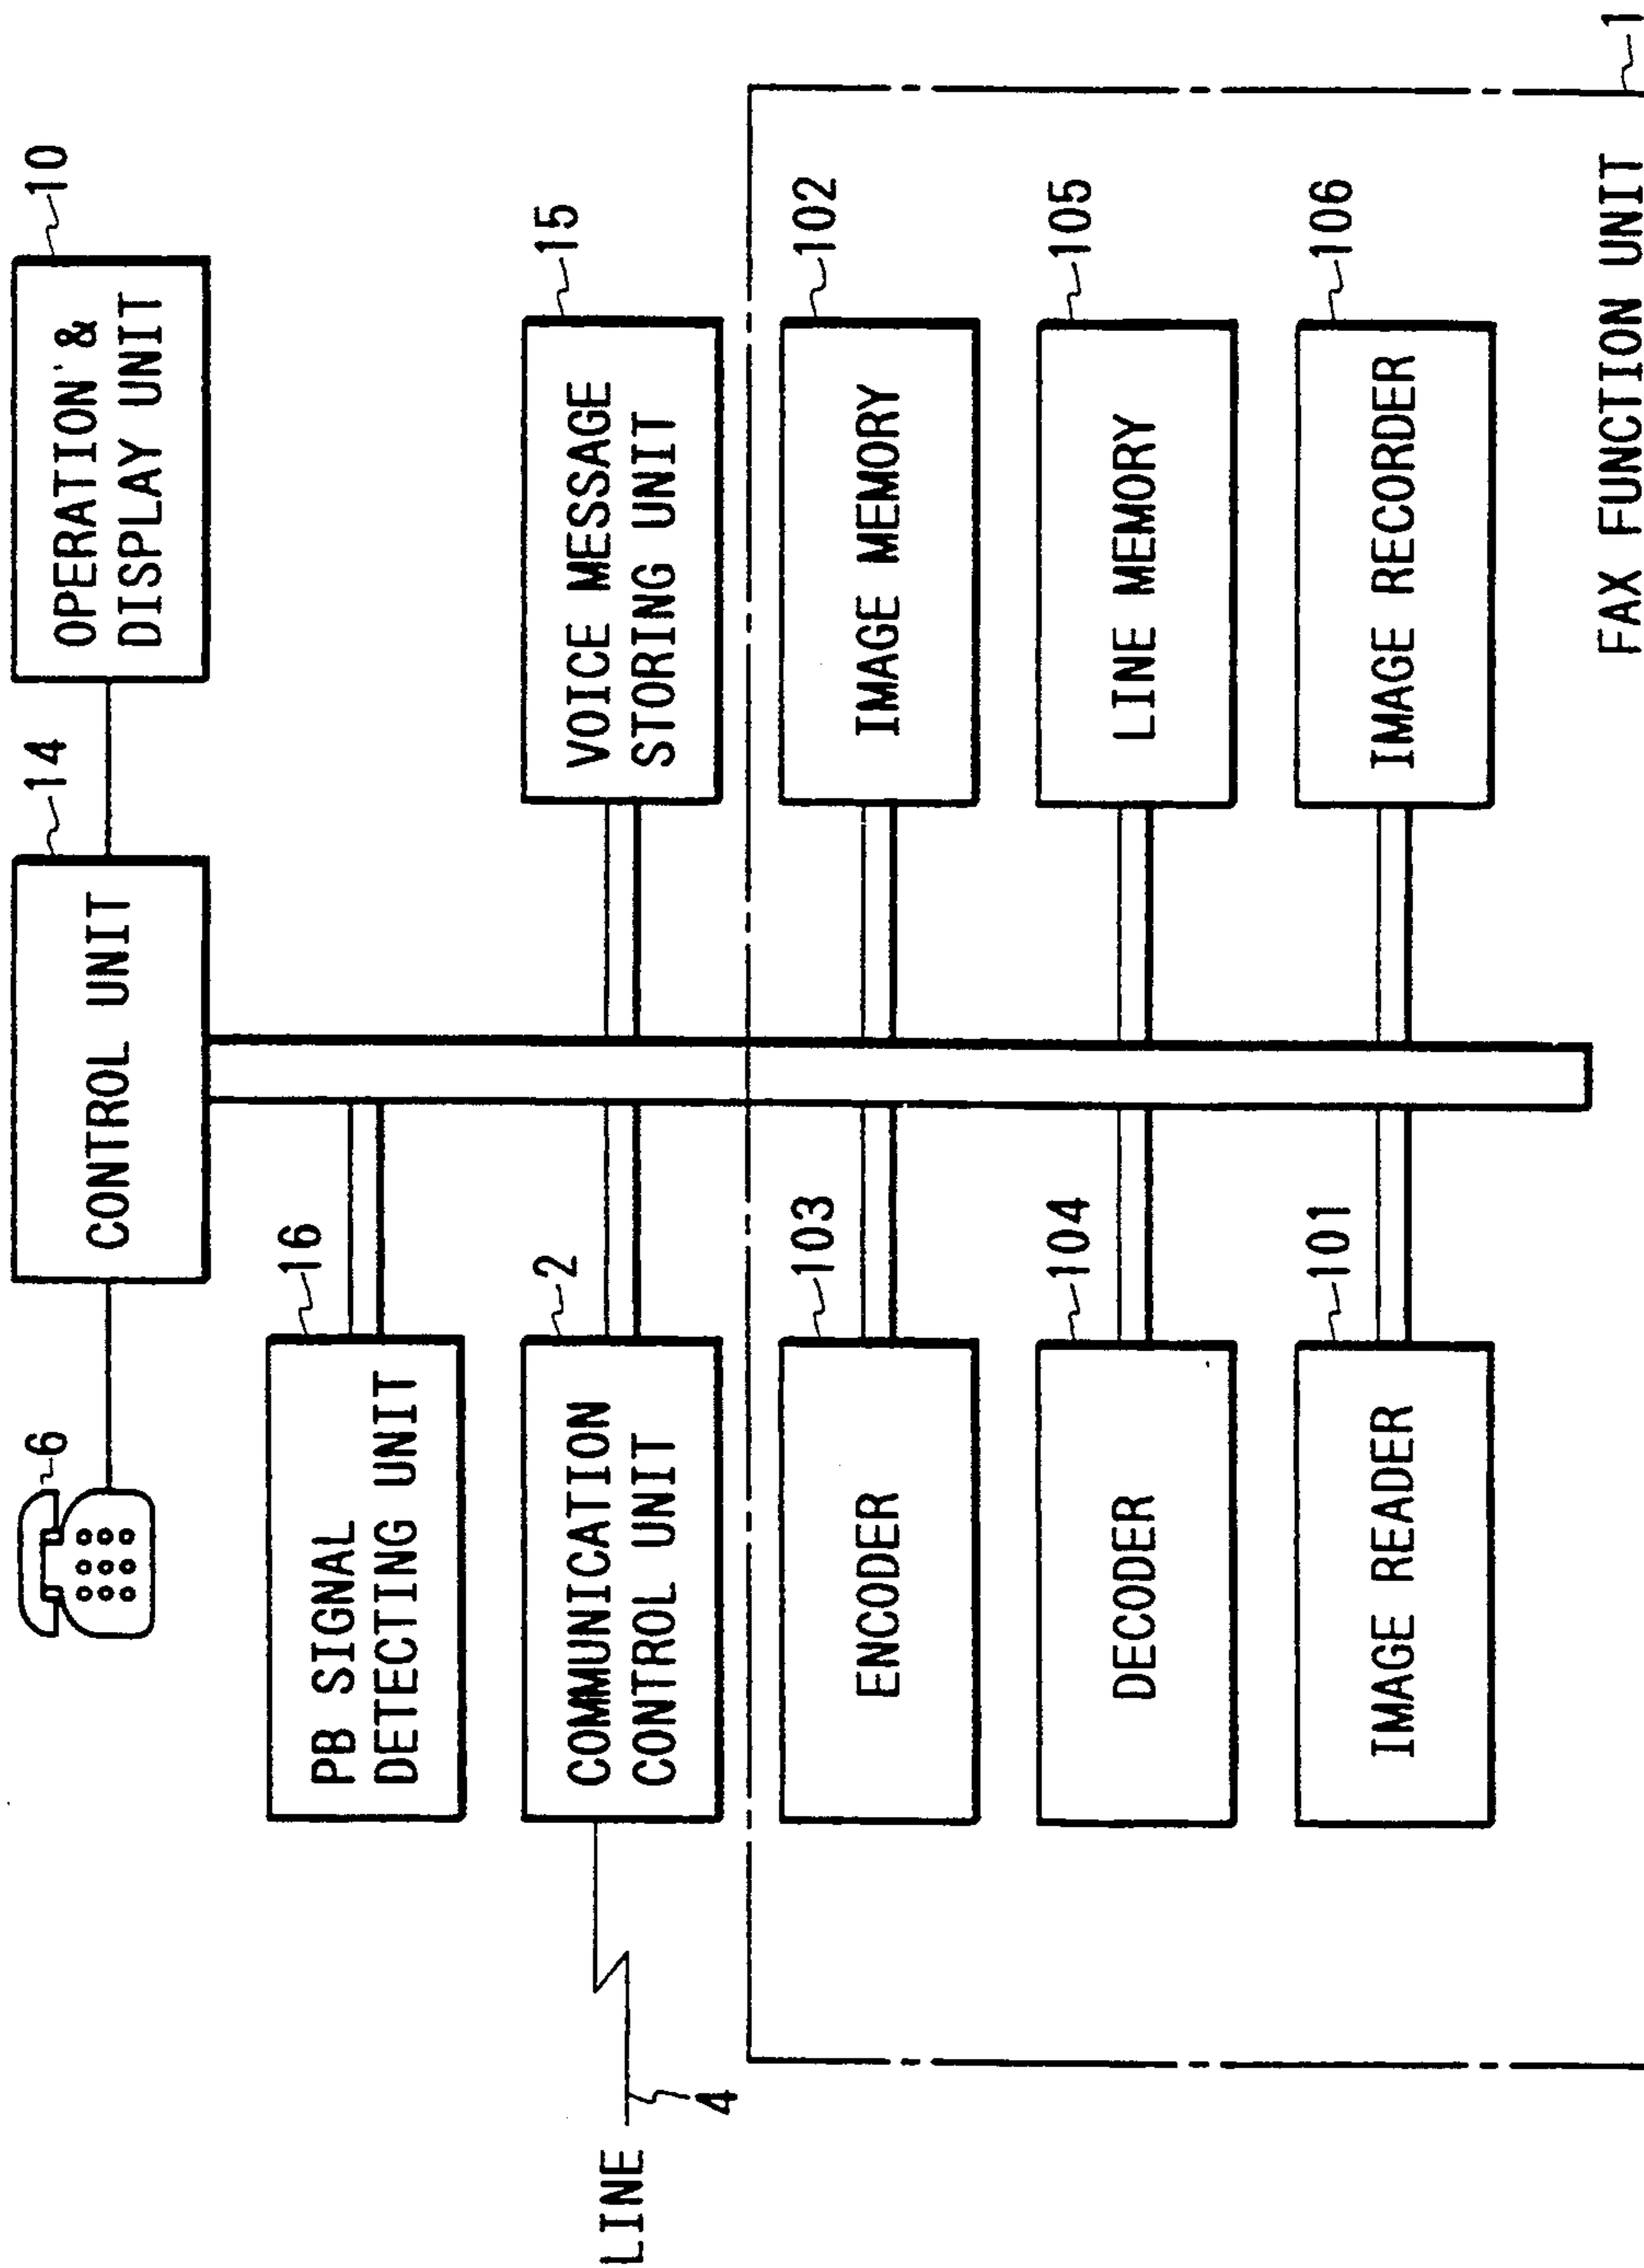 6
14
10
CONTROL UNIT
OPERATION &
DISPLAY UNIT
16
PB SIGNAL
DETECTING UNIT
2
15
COMMUNICATION
CONTROL UNIT
VOICE MESSAGE
STORING UNIT
LINE
4
103
102
ENCODER
IMAGE MEMORY
104
105
DECODER
LINE MEMORY
101
106
IMAGE READER
IMAGE RECORDER
FAX FUNCTION UNIT
1